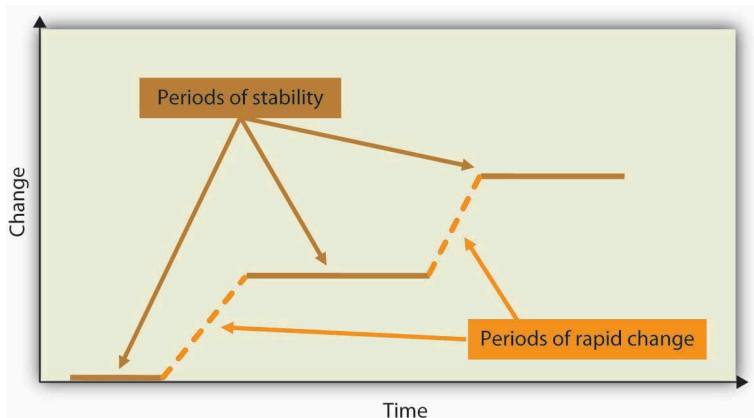 Periods of stability
Change
Periods of rapid change
Time